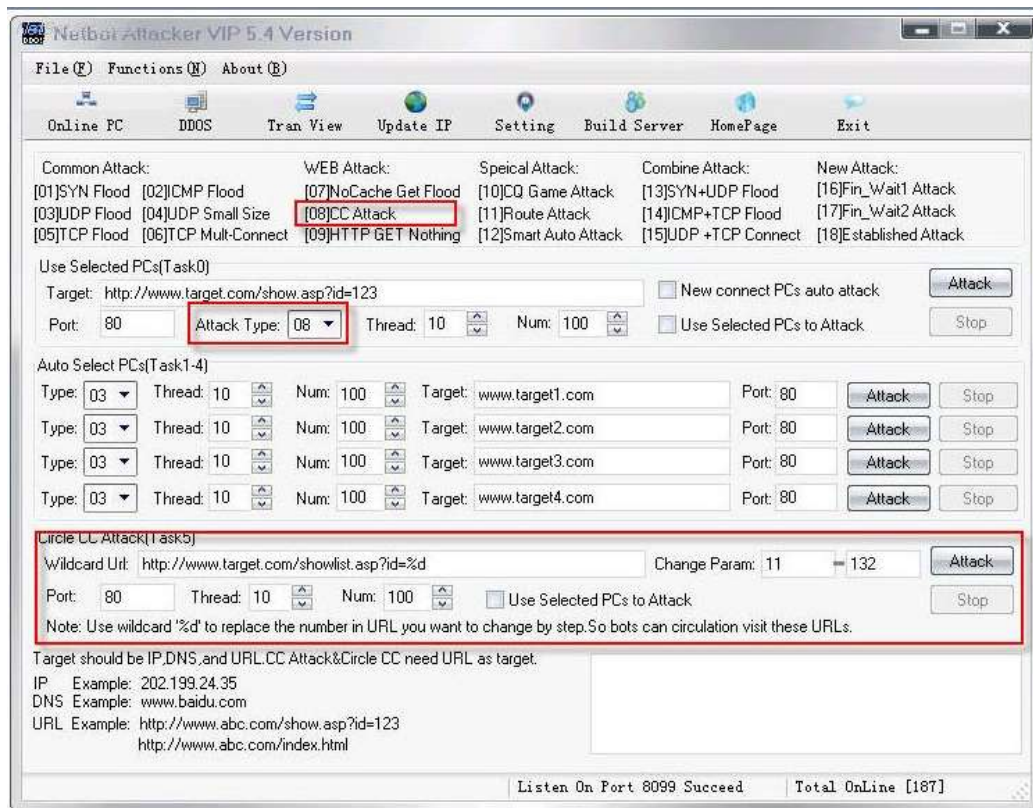 Netbot Attacker VIP 5.4 Version
File(F) Functions(N) About(B)
Online PC DDOS Tran View Update IP Setting Build Server HomePage Exit
Common Attack: WEB Attack: Speical Attack: Combine Attack: New Attack:
[01]SYN Flood [02]ICMP Flood [07]NoCache Get Flood [10]CQ Game Attack [13]SYN+UDP Flood [16]Fin_Wait1 Attack
[03]UDP Flood [04]UDP Small Size [08]CC Attack [11]Route Attack [14]ICMP+TCP Flood [17]Fin_Wait2 Attack
[05]TCP Flood [06]TCP Mult-Connect [09]HTTP GET Nothing [12]Smart Auto Attack [15]UDP +TCP Connect [18]Established Attack
Use Selected PCs(Task0)
Target: http://www.target.com/show.asp?id=123 New connect PCs auto attack Attack
Port: 80 Attack Type: 08 Thread: 10 Num: 100 Use Selected PCs to Attack Stop
Auto Select PCs(Task1-4)
Type: 03 Thread: 10 Num: 100 Target: www.target1.com Port: 80 Attack Stop
Type: 03 Thread: 10 Num: 100 Target: www.target2.com Port: 80 Attack Stop
Type: 03 Thread: 10 Num: 100 Target: www.target3.com Port: 80 Attack Stop
Type: 03 Thread: 10 Num: 100 Target: www.target4.com Port: 80 Attack Stop
Circle CC Attack(Task5)
Wildcard Url: http://www.target.com/showlist.asp?id=%d Change Param: 11 - 132 Attack
Port: 80 Thread: 10 Num: 100 Use Selected PCs to Attack Stop
Note: Use wildcard '%d' to replace the number in URL you want to change by step.So bots can circulation visit these URLs.
Target should be IP,DNS,and URL.CC Attack&Circle CC need URL as target.
IP Example: 202.199.24.35
DNS Example: www.baidu.com
URL Example: http://www.abc.com/show.asp?id=123
http://www.abc.com/index.html
Listen On Port 8099 Succeed Total OnLine [187]